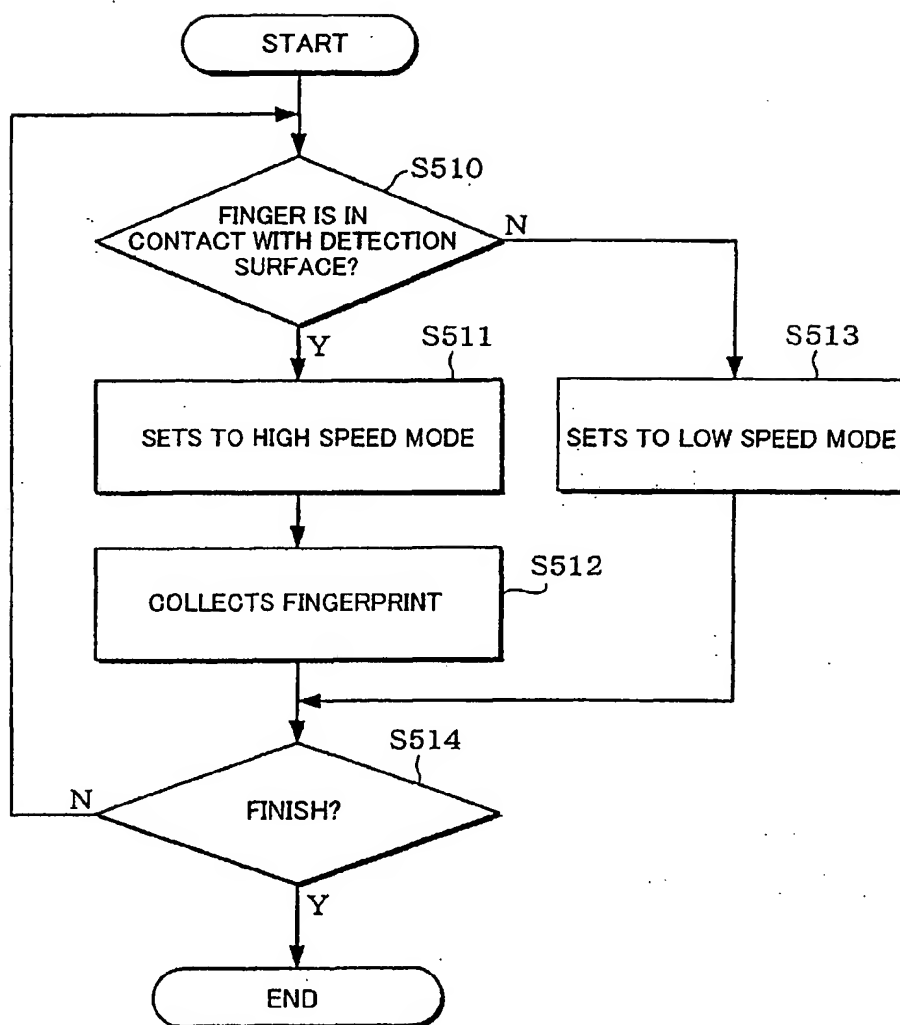 START
S510
FINGER IS IN
CONTACT WITH DETECTION
SURFACE?
N
Y
S511
S513
SETS TO HIGH SPEED MODE
SETS TO LOW SPEED MODE
S512
COLLECTS FINGERPRINT
S514
N
FINISH?
Y
END